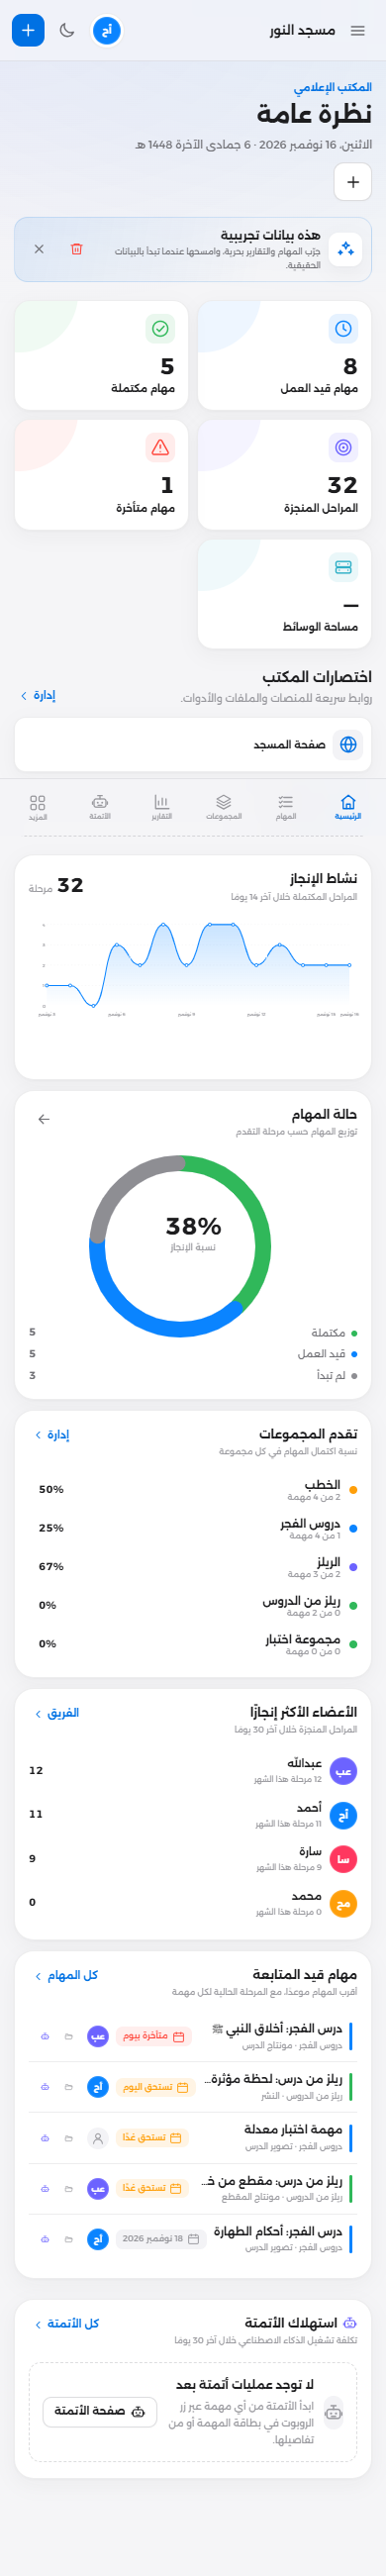 مسجد النور
أح
المكتب الإعلامي
نظرة عامة
الاثنين، 16 نوفمبر 2026 · 6 جمادى الآخرة 1448 هـ
هذه بيانات تجريبية
جرّب المهام والتقارير بحرية، وامسحها عندما تبدأ بالبيانات
الحقيقية.
8
مهام قيد العمل
5
مهام مكتملة
32
المراحل المنجزة
1
مهام متأخرة
—
مساحة الوسائط
اختصارات المكتب
روابط سريعة للمنصات والملفات والأدوات.
إدارة
صفحة المسجد
الرئيسية
المهام
المجموعات
التقارير
الأتمتة
المزيد
نشاط الإنجاز
المراحل المكتملة خلال آخر 14 يومًا
32 مرحلة
حالة المهام
توزيع المهام حسب مرحلة التقدم
38%
نسبة الإنجاز
مكتملة 5
قيد العمل 5
لم تبدأ 3
تقدم المجموعات
إدارة
نسبة اكتمال المهام في كل مجموعة
الخطب
2 من 4 مهمة
50%
دروس الفجر
1 من 4 مهمة
25%
الريلز
2 من 3 مهمة
67%
ريلز من الدروس
0 من 2 مهمة
0%
مجموعة اختبار
0 من 0 مهمة
0%
الأعضاء الأكثر إنجازًا
الفريق
المراحل المنجزة خلال آخر 30 يومًا
عب
عبدالله
12 مرحلة هذا الشهر
12
أح
أحمد
11 مرحلة هذا الشهر
11
سا
سارة
9 مرحلة هذا الشهر
9
مح
محمد
0 مرحلة هذا الشهر
0
مهام قيد المتابعة
كل المهام
أقرب المهام موعدًا، مع المرحلة الحالية لكل مهمة
درس الفجر: أخلاق النبي ﷺ
دروس الفجر · مونتاج الدرس
متأخرة بيوم
عب
ريلز من درس: لحظة مؤثرة…
ريلز من الدروس · النشر
تستحق اليوم
أح
مهمة اختبار معدلة
دروس الفجر · تصوير الدرس
تستحق غدًا
ريلز من درس: مقطع من خ…
ريلز من الدروس · مونتاج المقطع
تستحق غدًا
عب
درس الفجر: أحكام الطهارة
دروس الفجر · تصوير الدرس
18 نوفمبر 2026
أح
استهلاك الأتمتة
كل الأتمتة
تكلفة تشغيل الذكاء الاصطناعي خلال آخر 30 يومًا
لا توجد عمليات أتمتة بعد
ابدأ الأتمتة من أي مهمة عبر زر
الروبوت في بطاقة المهمة أو من
تفاصيلها.
صفحة الأتمتة